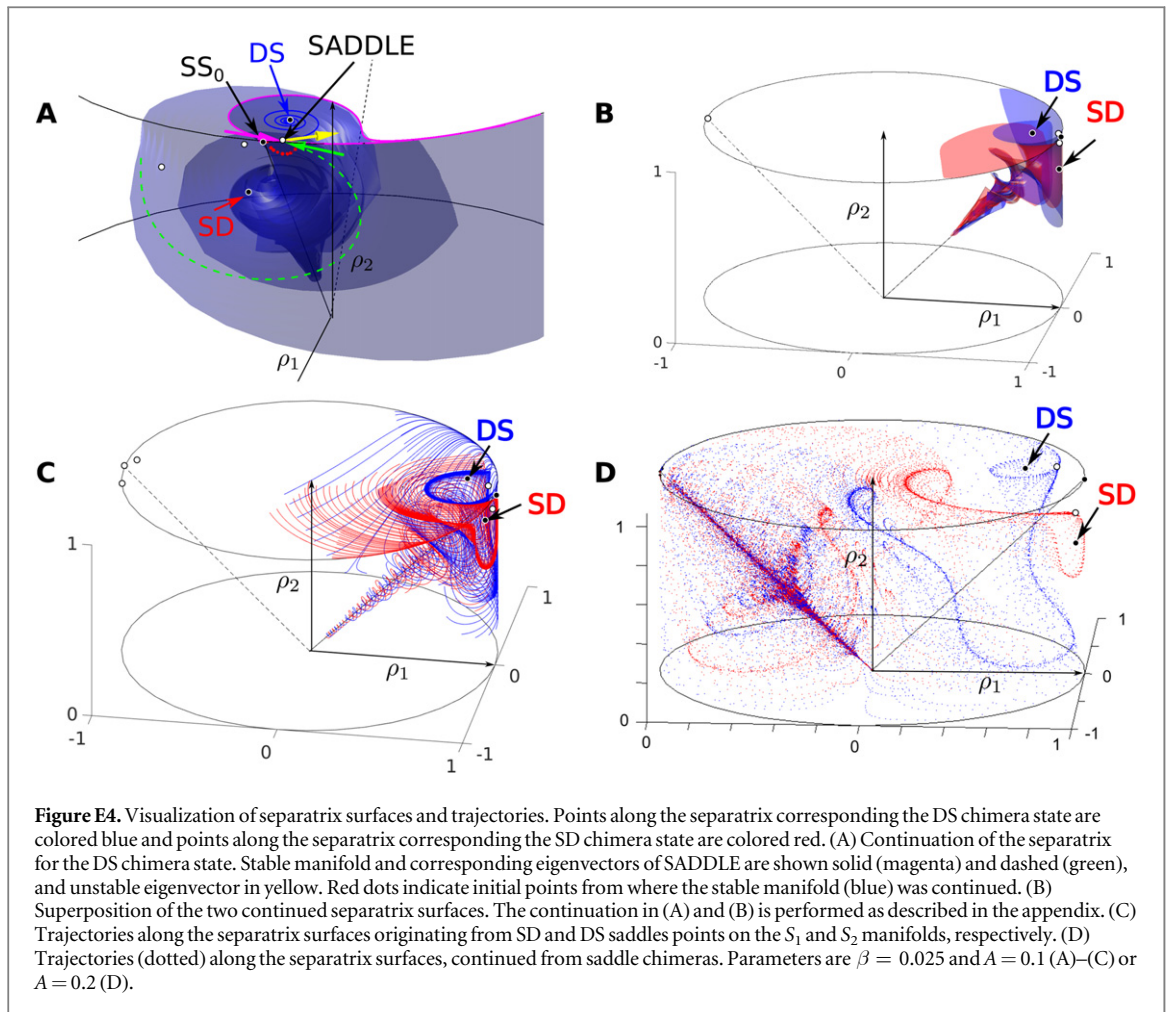 A
SS0
DS
SADDLE
SD
ρ2
ρ1
B
DS
SD
1
ρ2
1
ρ1
0
0
-1
0
1
-1
C
DS
SD
1
ρ2
1
ρ1
0
0
-1
0
1
-1
D
DS
SD
1
ρ2
1
ρ1
0
0
-1
0
0
1
Figure E4. Visualization of separatrix surfaces and trajectories. Points along the separatrix corresponding the DS chimera state are
colored blue and points along the separatrix corresponding the SD chimera state are colored red. (A) Continuation of the separatrix
for the DS chimera state. Stable manifold and corresponding eigenvectors of SADDLE are shown solid (magenta) and dashed (green),
and unstable eigenvector in yellow. Red dots indicate initial points from where the stable manifold (blue) was continued. (B)
Superposition of the two continued separatrix surfaces. The continuation in (A) and (B) is performed as described in the appendix. (C)
Trajectories along the separatrix surfaces originating from SD and DS saddles points on the S1 and S2 manifolds, respectively. (D)
Trajectories (dotted) along the separatrix surfaces, continued from saddle chimeras. Parameters are β = 0.025 and A = 0.1 (A)–(C) or
A = 0.2 (D).